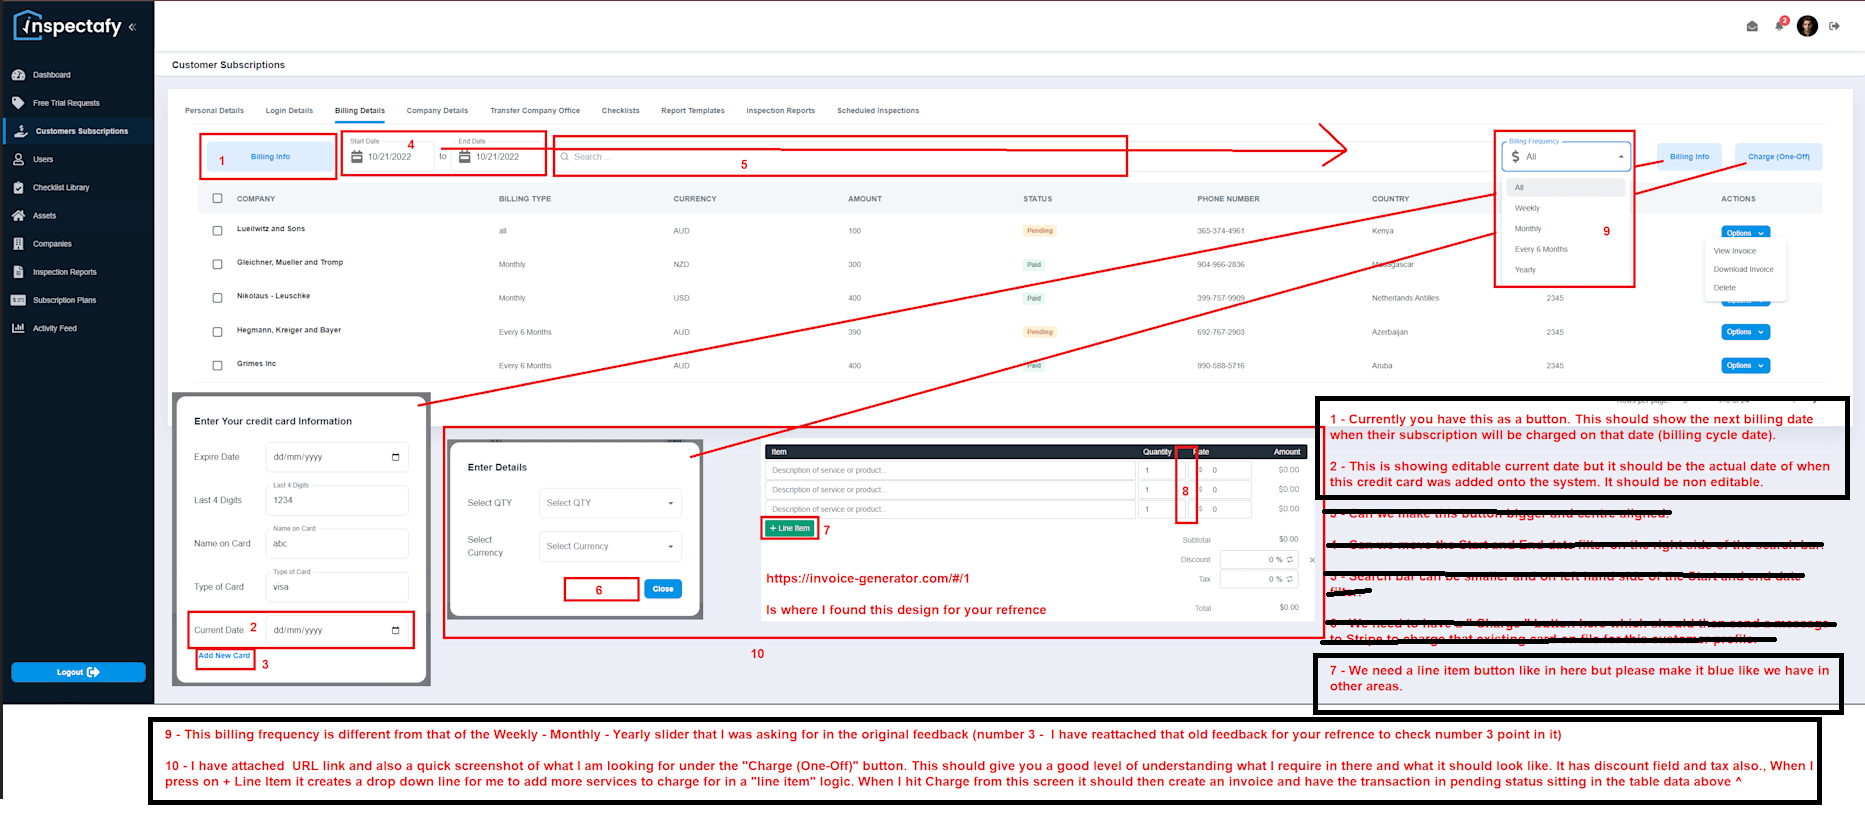 inspectafy «
2
Dashboard
Free Trial Requests
Customers Subscriptions
Users
Checklist Library
Assets
Companies
Inspection Reports
Subscription Plans
Activity Feed
Logout
Customer Subscriptions
Personal Details Login Details Billing Details Company Details Transfer Company Office Checklists Report Templates Inspection Reports Scheduled Inspections
1 Billing Info
Start Date 4 End Date
10/21/2022 to 10/21/2022
Search ... 5
Billing Frequency
$ All
Billing Info Charge (One-Off)
All
Weekly
Monthly 9
Every 6 Months
Yearly
COMPANY BILLING TYPE CURRENCY AMOUNT STATUS PHONE NUMBER COUNTRY ACTIONS
Lueilwitz and Sons all AUD 100 Pending 365-374-4961 Kenya Options
Gleichner, Mueller and Tromp Monthly NZD 300 Paid 904-966-2836 Madagascar
Nikolaus - Leuschke Monthly USD 400 Paid 399-757-9909 Netherlands Antilles 2345
Hegmann, Kreiger and Bayer Every 6 Months AUD 390 Pending 692-767-2903 Azerbaijan 2345 Options
Grimes Inc Every 6 Months AUD 400 Paid 990-588-5716 Aruba 2345 Options
View Invoice
Download Invoice
Delete
Enter Your credit card Information
Expire Date dd/mm/yyyy
Last 4 Digits
Last 4 Digits 1234
Name on Card
Name on Card abc
Type of Card
Type of Card visa
Current Date 2 dd/mm/yyyy
Add New Card 3
Enter Details
Select QTY Select QTY
Select Currency Select Currency
6 Close
Item Quantity Rate Amount
Description of service or product... 1 $ 0 $0.00
Description of service or product... 1 8 $ 0 $0.00
Description of service or product... 1 $ 0 $0.00
+ Line Item 7
Subtotal $0.00
Discount 0 % ×
Tax 0 %
Total $0.00
https://invoice-generator.com/#/1
Is where I found this design for your refrence
10
1 - Currently you have this as a button. This should show the next billing date
when their subscription will be charged on that date (billing cycle date).
2 - This is showing editable current date but it should be the actual date of when
this credit card was added onto the system. It should be non editable.
3 - Can we make this button bigger and centre aligned.
4 - Can we move the Start and End date filter on the right side of the search bar.
5 - Search bar can be smaller and on left hand side of the Start and end date
filter.
6 - We need to have a "Charge" button here which should then send a message
to Stripe to charge that existing card on file for this customer profile.
7 - We need a line item button like in here but please make it blue like we have in
other areas.
9 - This billing frequency is different from that of the Weekly - Monthly - Yearly slider that I was asking for in the original feedback (number 3 - I have reattached that old feedback for your refrence to check number 3 point in it)
10 - I have attached URL link and also a quick screenshot of what I am looking for under the "Charge (One-Off)" button. This should give you a good level of understanding what I require in there and what it should look like. It has discount field and tax also., When I
press on + Line Item it creates a drop down line for me to add more services to charge for in a "line item" logic. When I hit Charge from this screen it should then create an invoice and have the transaction in pending status sitting in the table data above ^